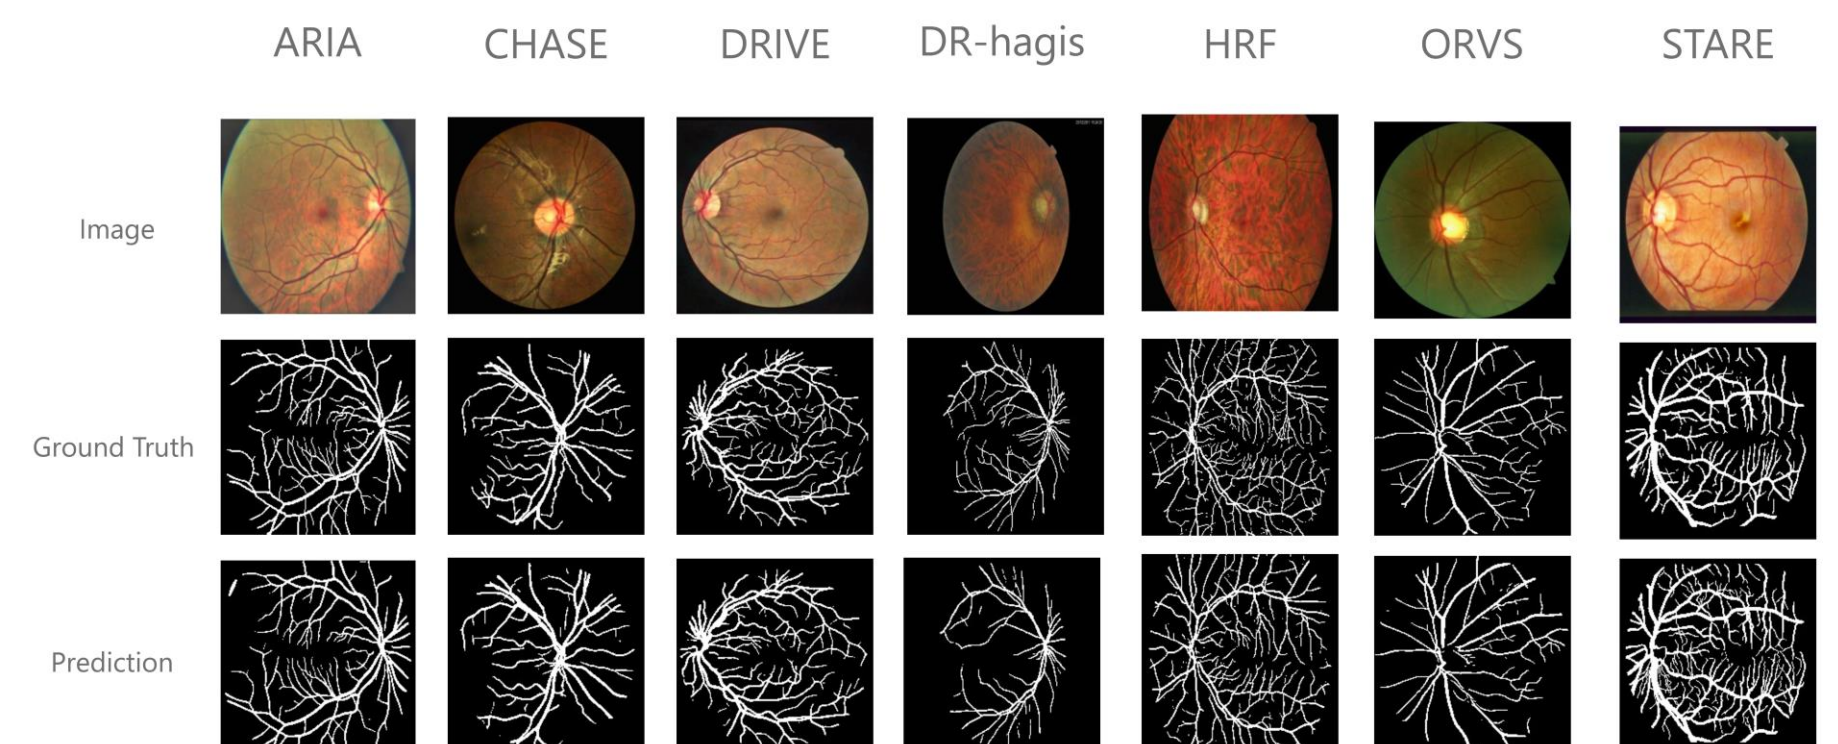 ARIA CHASE DRIVE DR-hagis HRF ORVS STARE
Image
Ground Truth
Prediction